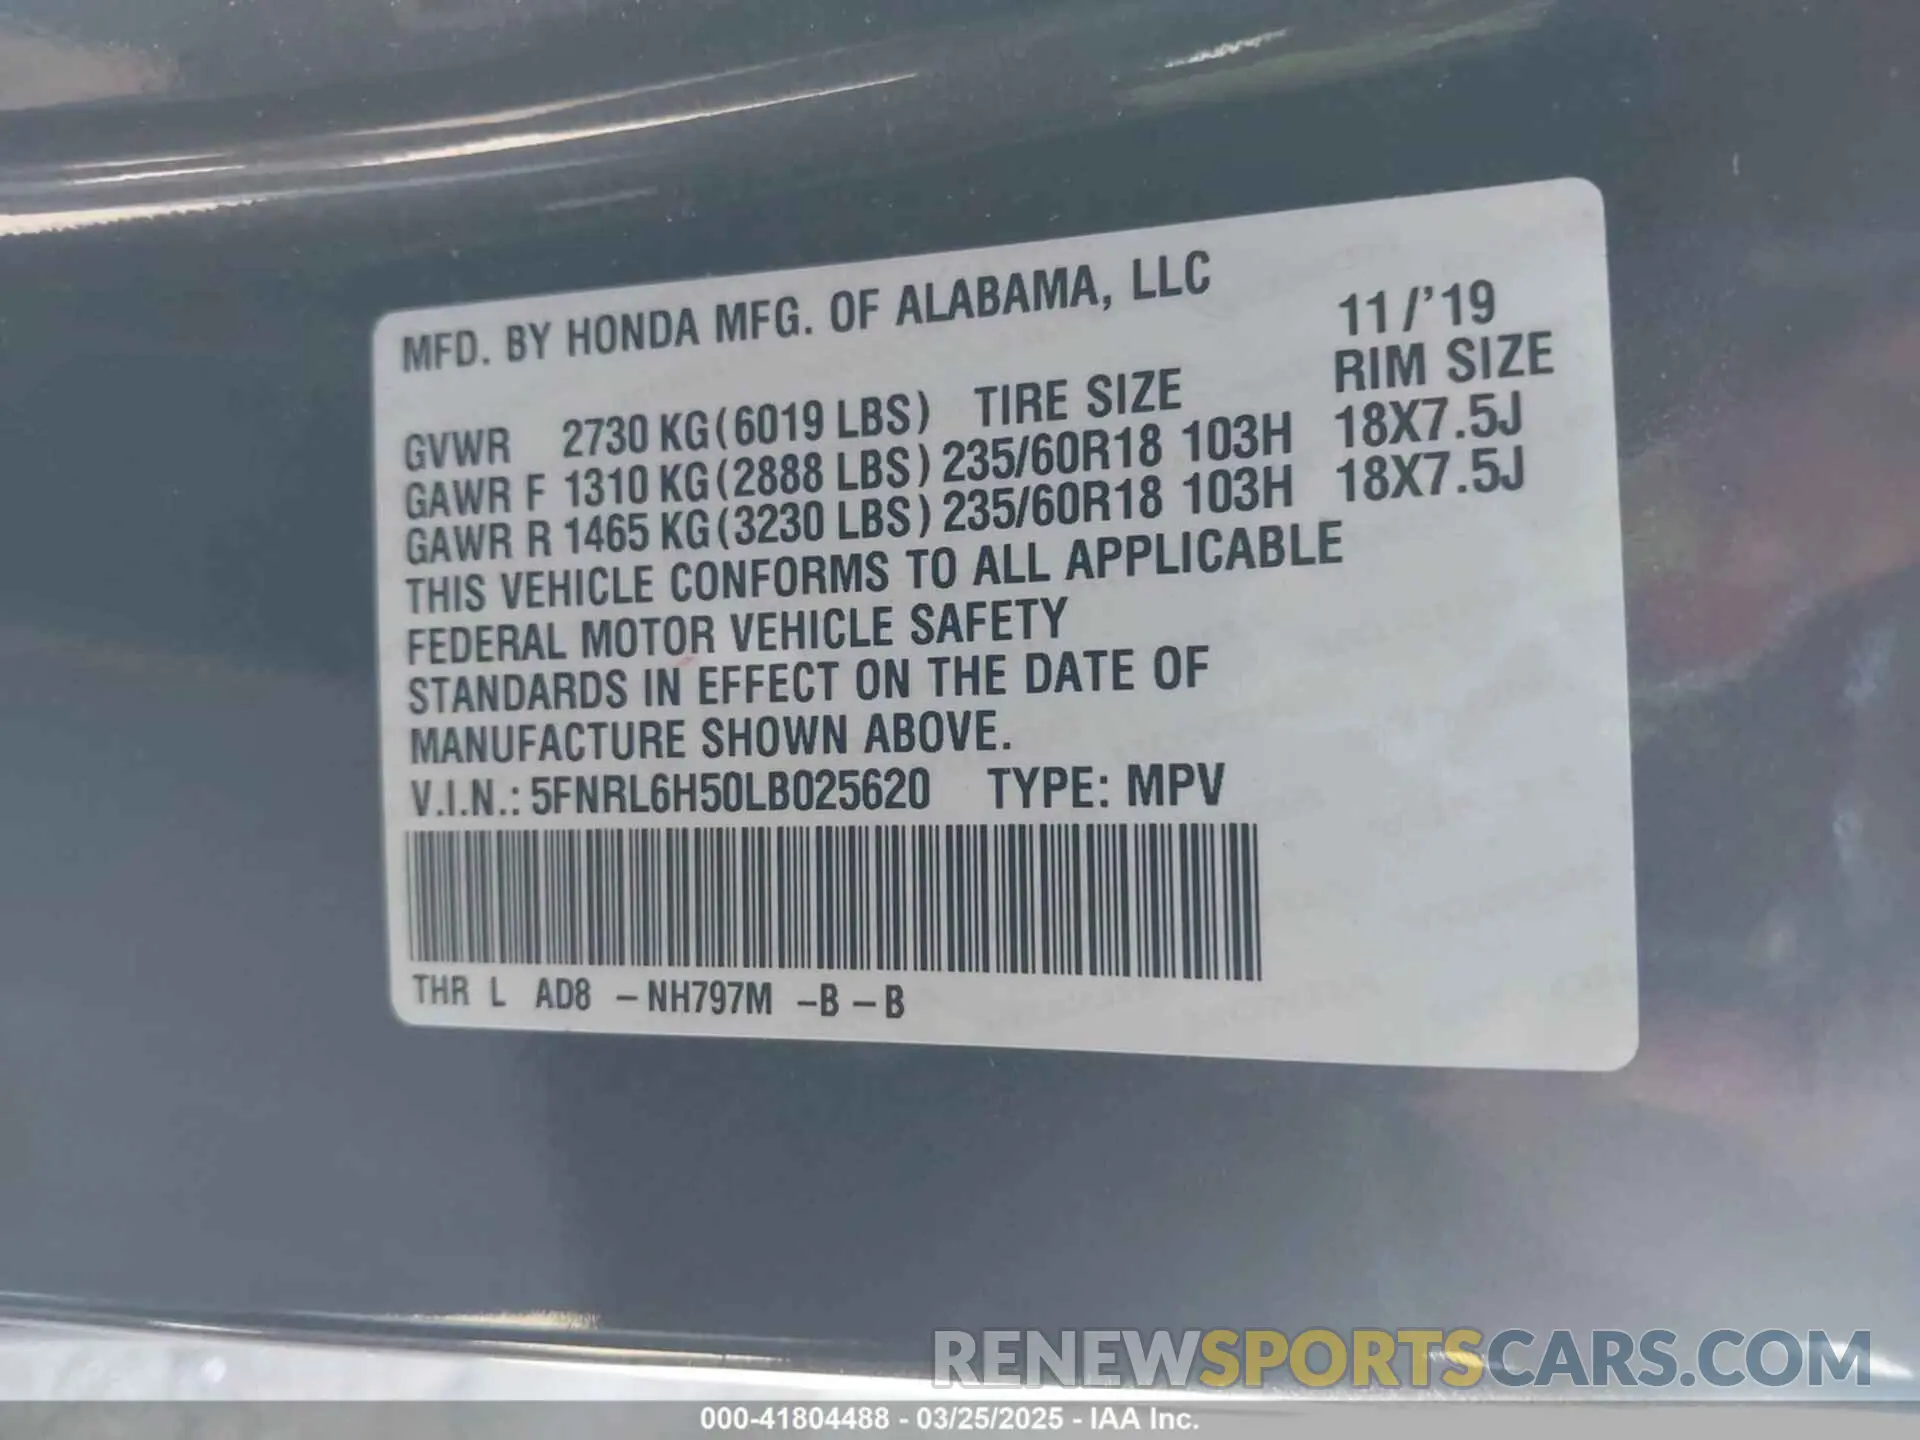 MFD. BY HONDA MFG. OF ALABAMA, LLC 11/'19
GVWR 2730 KG (6019 LBS) TIRE SIZE RIM SIZE
GAWR F 1310 KG (2888 LBS) 235/60R18 103H 18X7.5J
GAWR R 1465 KG (3230 LBS) 235/60R18 103H 18X7.5J
THIS VEHICLE CONFORMS TO ALL APPLICABLE
FEDERAL MOTOR VEHICLE SAFETY
STANDARDS IN EFFECT ON THE DATE OF
MANUFACTURE SHOWN ABOVE.
V.I.N.: 5FNRL6H50LB025620 TYPE: MPV
THR L AD8 -NH797M -B-B
RENEWSPORTSCARS.COM
000-41804488 - 03/25/2025 - IAA Inc.